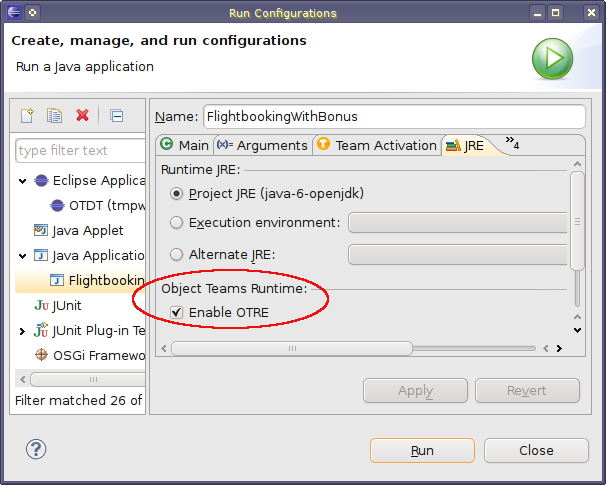 Run Configurations
Create, manage, and run configurations
Run a Java application
type filter text
Eclipse Applica
OTDT (tmpw
Java Applet
Java Application
Flightbookin
JUnit
JUnit Plug-in Te
OSGi Framewo
Filter matched 26 of
Name: FlightbookingWithBonus
Main (x)= Arguments Team Activation JRE »4
Runtime JRE:
Project JRE (java-6-openjdk)
Execution environment:
Alternate JRE:
Object Teams Runtime:
Enable OTRE
Apply Revert
Run Close